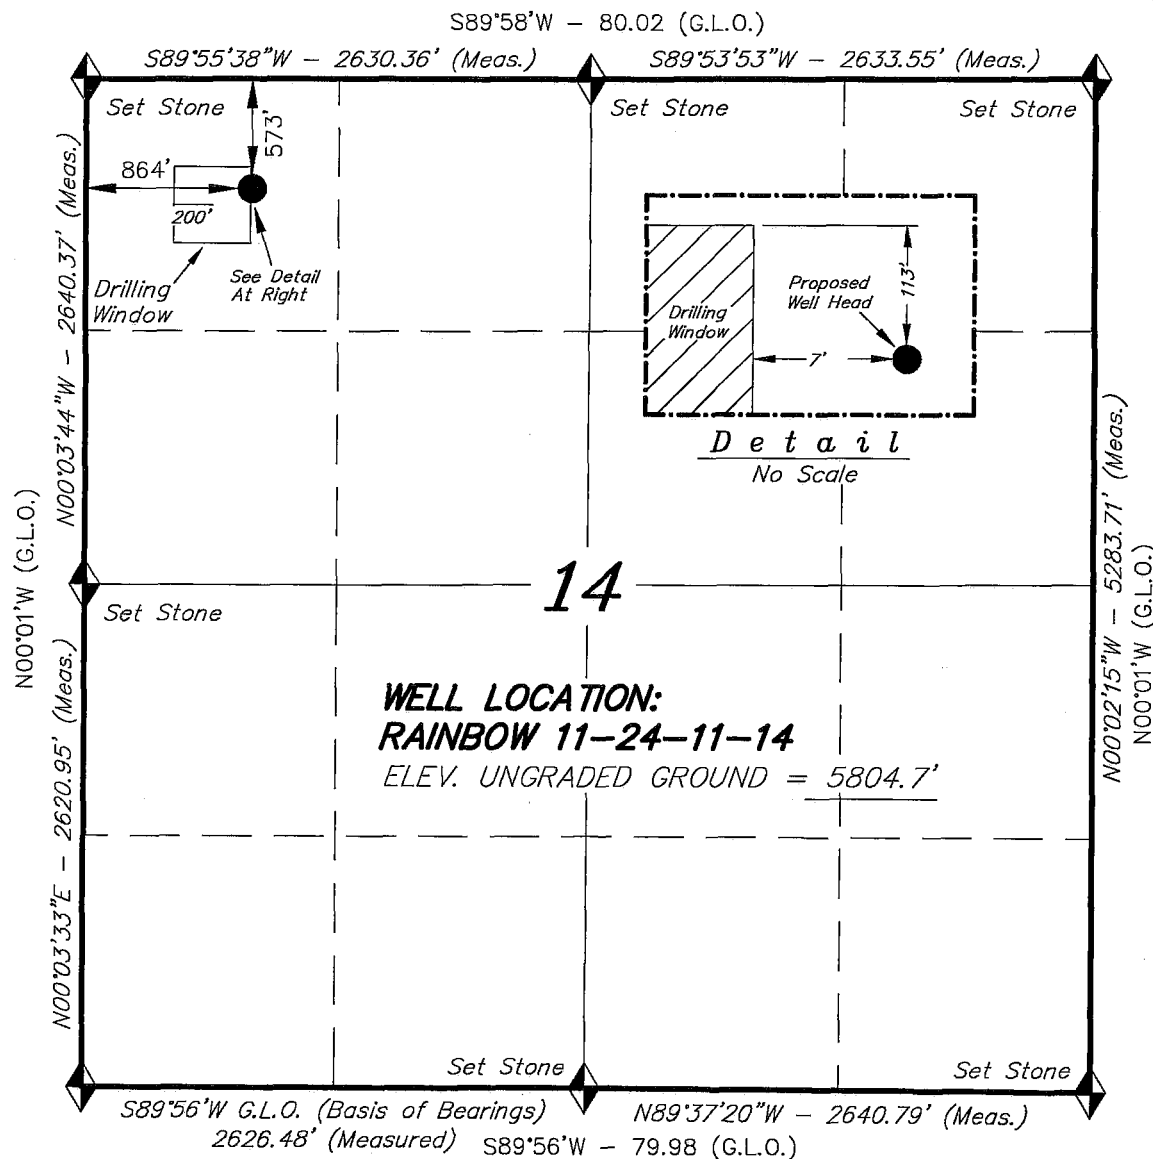 S89°58'W – 80.02 (G.L.O.)
S89°55'38"W – 2630.36' (Meas.)
S89°53'53"W – 2633.55' (Meas.)
Set Stone
Set Stone
Set Stone
573'
864'
200'
Drilling
Window
See Detail
At Right
Proposed
Well Head
113'
Drilling
Window
7'
Detail
No Scale
N00°03'44"W – 2640.37' (Meas.)
N00°01'W (G.L.O.)
N00°02'15"W – 5283.71' (Meas.)
N00°01'W (G.L.O.)
14
Set Stone
N00°03'33"E – 2620.95' (Meas.)
WELL LOCATION:
RAINBOW 11–24–11–14
ELEV. UNGRADED GROUND = 5804.7'
Set Stone
Set Stone
S89°56'W G.L.O. (Basis of Bearings)
2626.48' (Measured)
N89°37'20"W – 2640.79' (Meas.)
S89°56'W – 79.98 (G.L.O.)